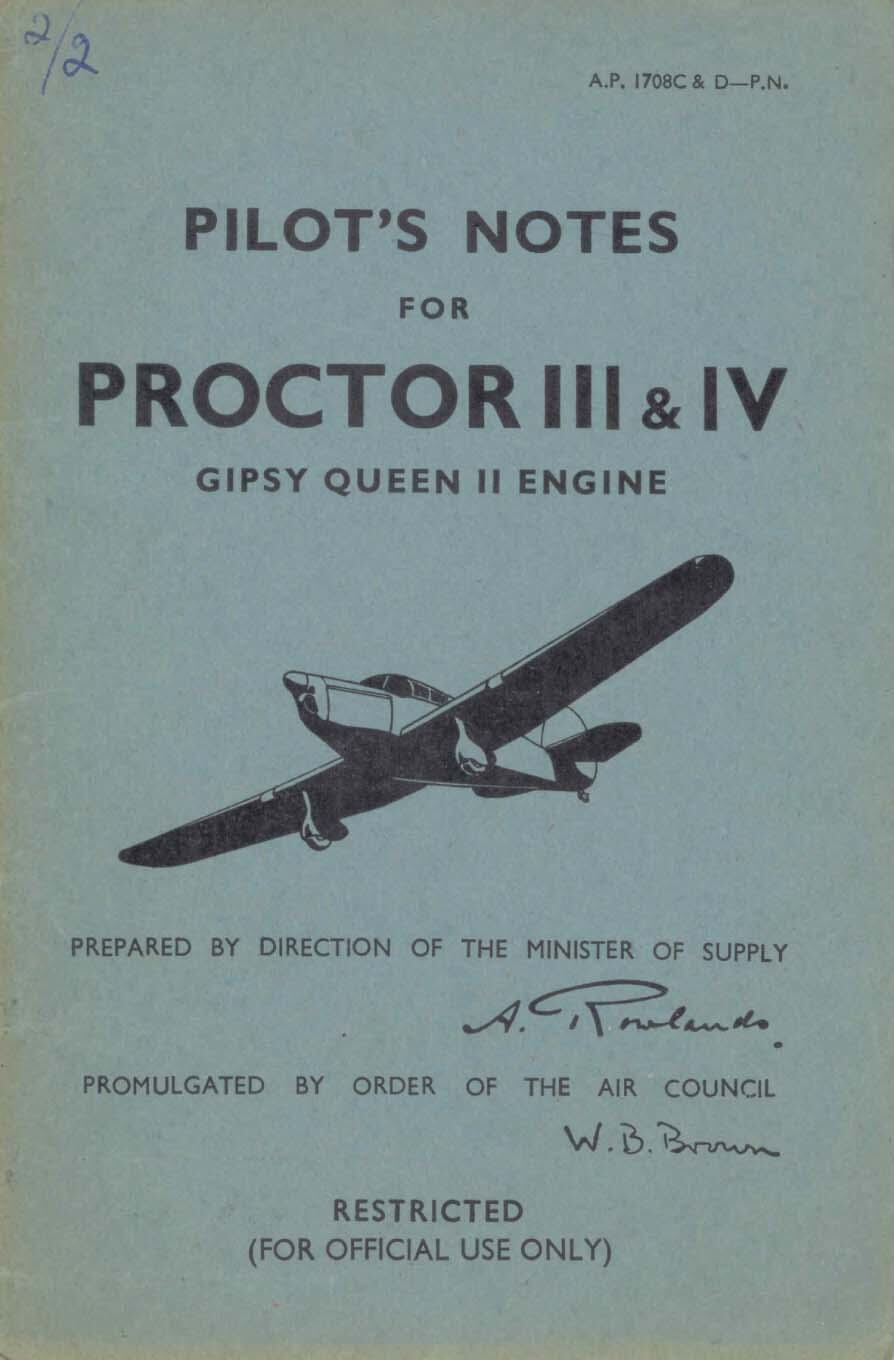 2/2
A.P. 1708C & D—P.N.
PILOT'S NOTES
FOR
PROCTOR III & IV
GIPSY QUEEN II ENGINE
PREPARED BY DIRECTION OF THE MINISTER OF SUPPLY
A. Rowlands.
PROMULGATED BY ORDER OF THE AIR COUNCIL
W. B. Brown
RESTRICTED
(FOR OFFICIAL USE ONLY)